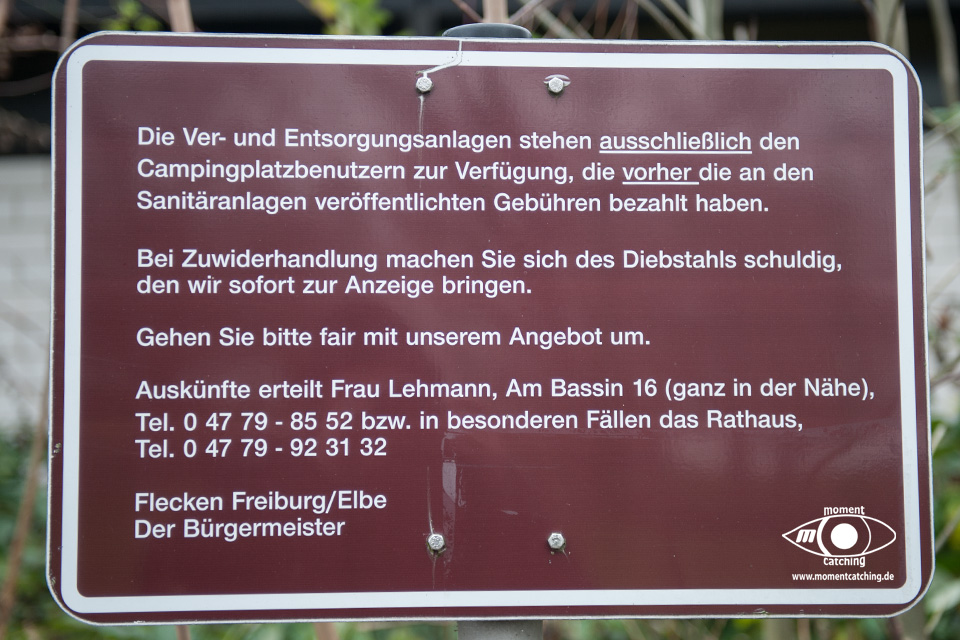 Die Ver- und Entsorgungsanlagen stehen ausschließlich den
Campingplatzbenutzern zur Verfügung, die vorher die an den
Sanitäranlagen veröffentlichten Gebühren bezahlt haben.
Bei Zuwiderhandlung machen Sie sich des Diebstahls schuldig,
den wir sofort zur Anzeige bringen.
Gehen Sie bitte fair mit unserem Angebot um.
Auskünfte erteilt Frau Lehmann, Am Bassin 16 (ganz in der Nähe),
Tel. 0 47 79 - 85 52 bzw. in besonderen Fällen das Rathaus,
Tel. 0 47 79 - 92 31 32
Flecken Freiburg/Elbe
Der Bürgermeister
moment
m
catching
www.momentcatching.de